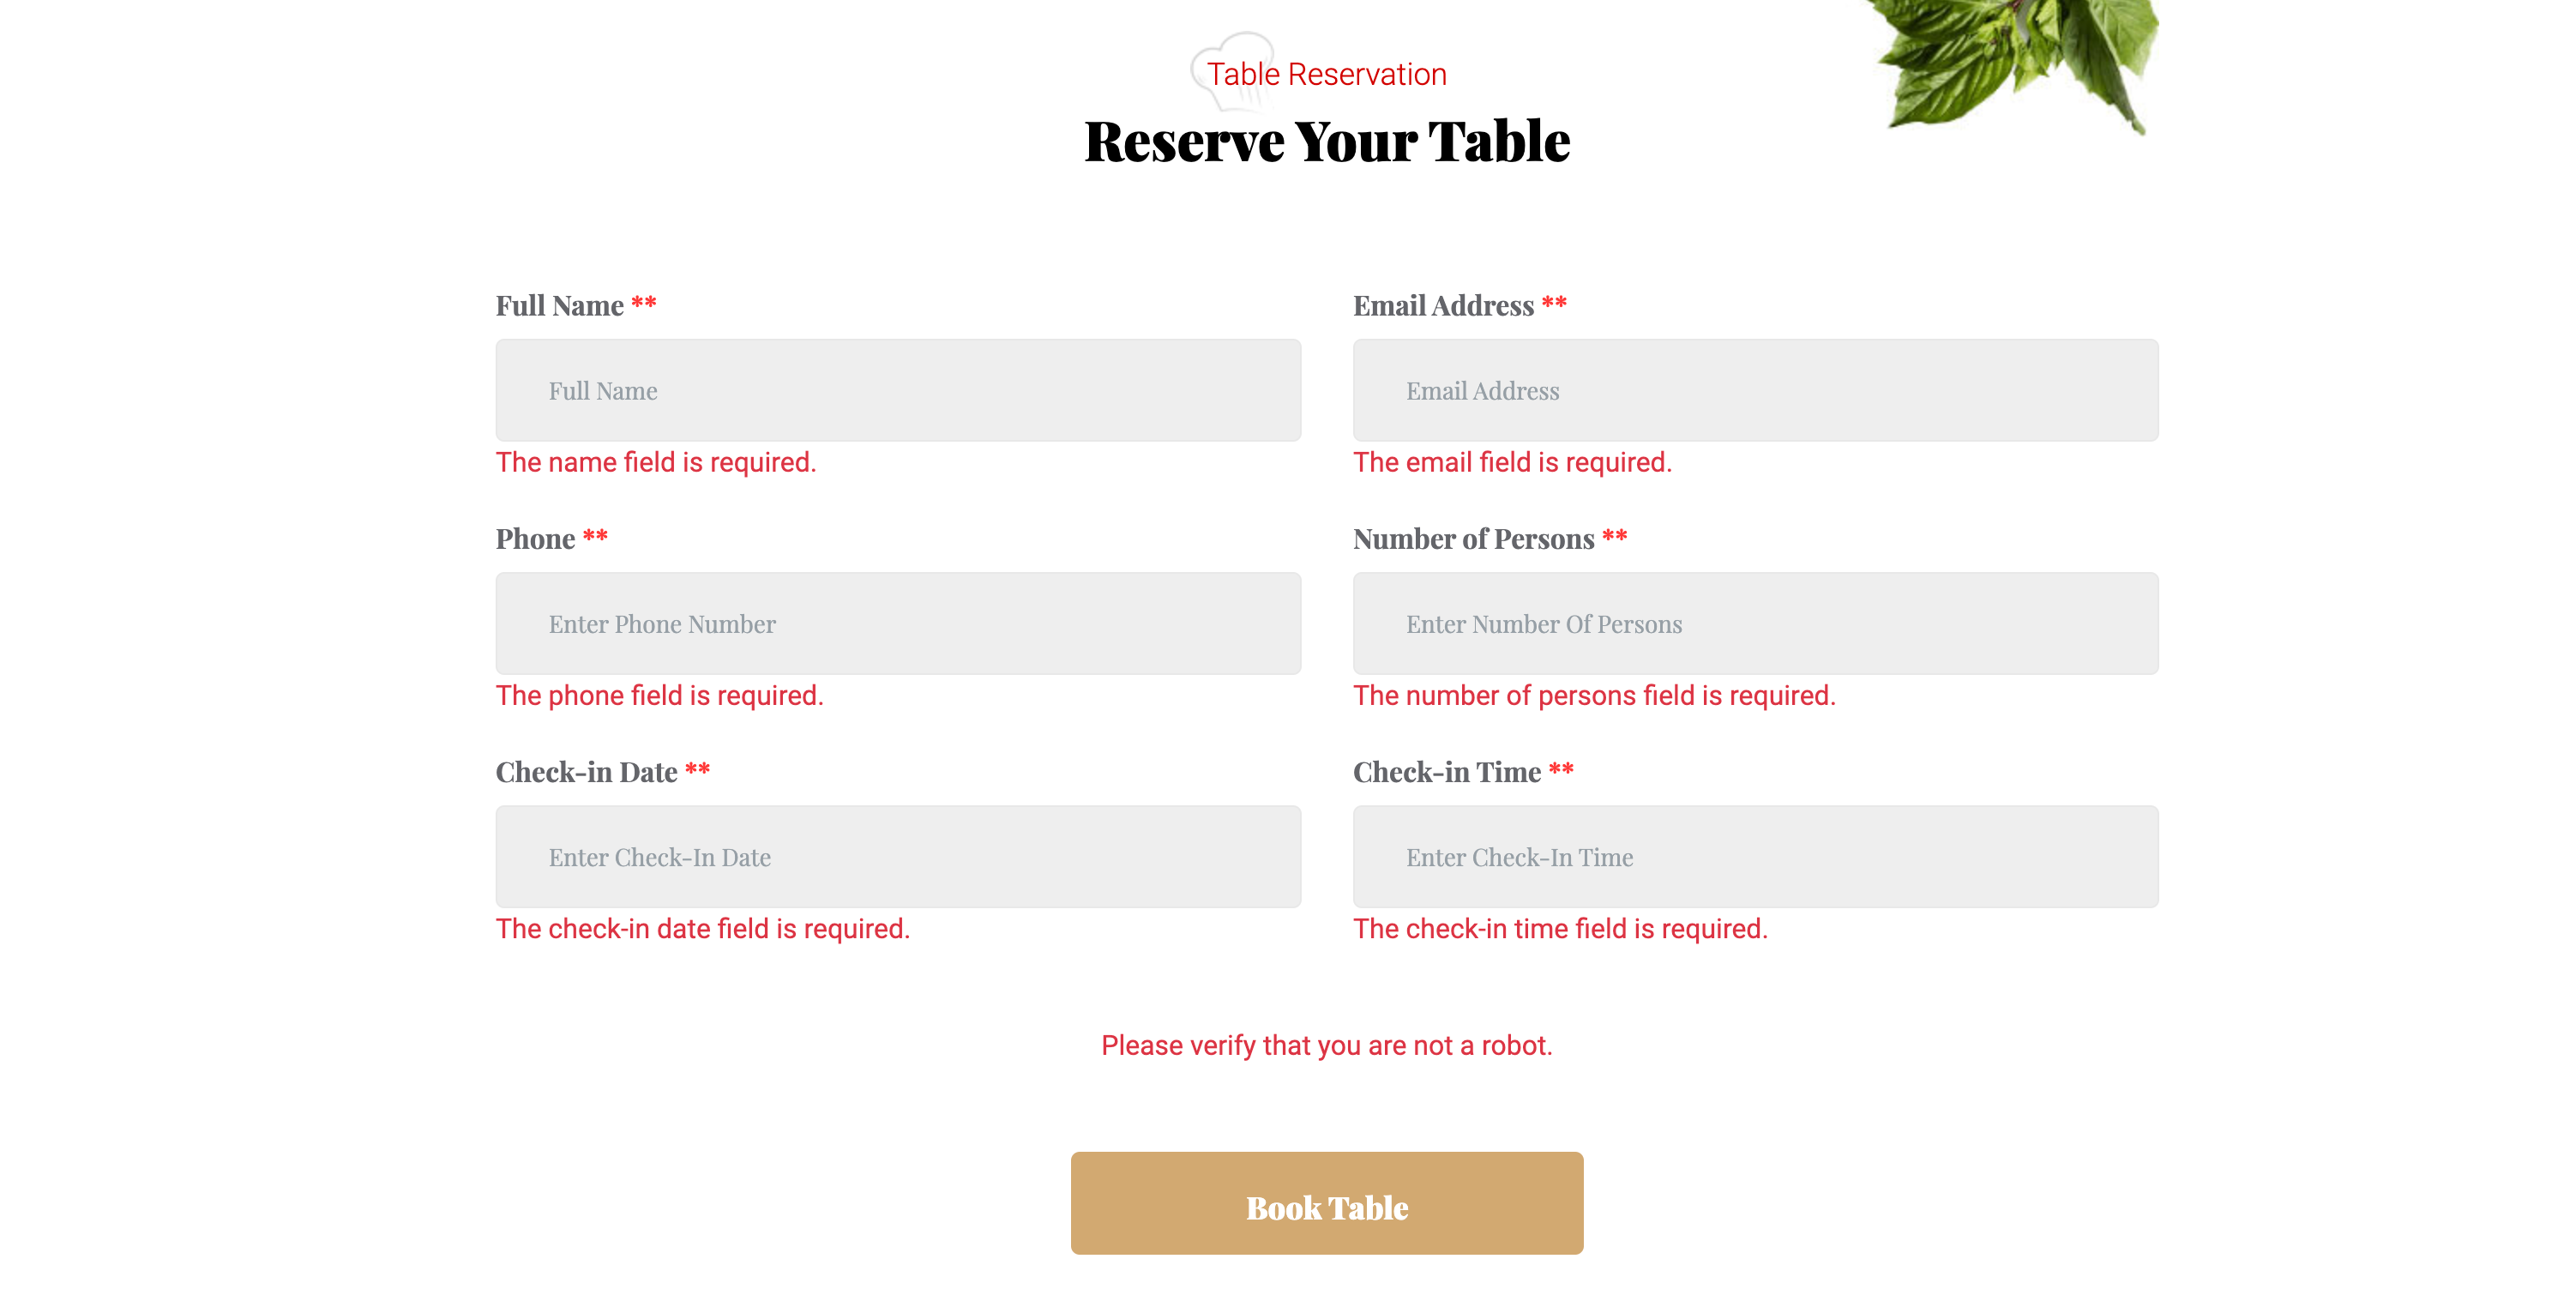 Table Reservation
Reserve Your Table
Full Name **
Full Name
The name field is required.
Email Address **
Email Address
The email field is required.
Phone **
Enter Phone Number
The phone field is required.
Number of Persons **
Enter Number Of Persons
The number of persons field is required.
Check-in Date **
Enter Check-In Date
The check-in date field is required.
Check-in Time **
Enter Check-In Time
The check-in time field is required.
Please verify that you are not a robot.
Book Table